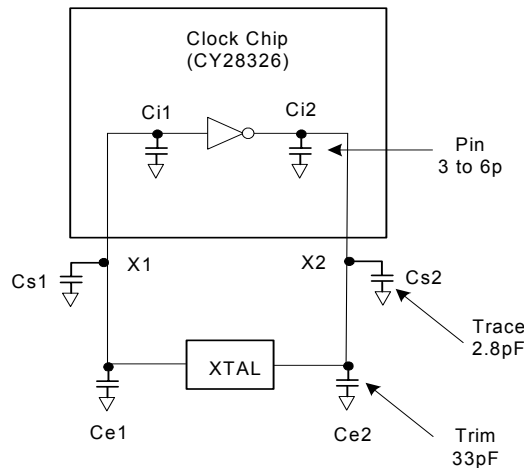 Clock Chip
(CY28326)
Ci1
Ci2
Pin
3 to 6p
Cs1
X1
X2
Cs2
Trace
2.8pF
XTAL
Ce1
Ce2
Trim
33pF